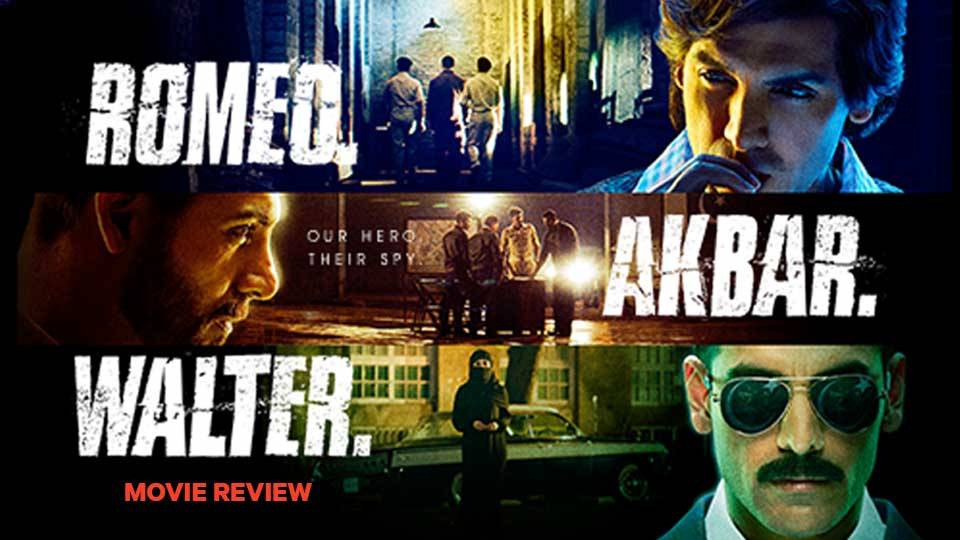 ROMEO.
OUR HERO
THEIR SPY
AKBAR.
WALTER.
MOVIE REVIEW